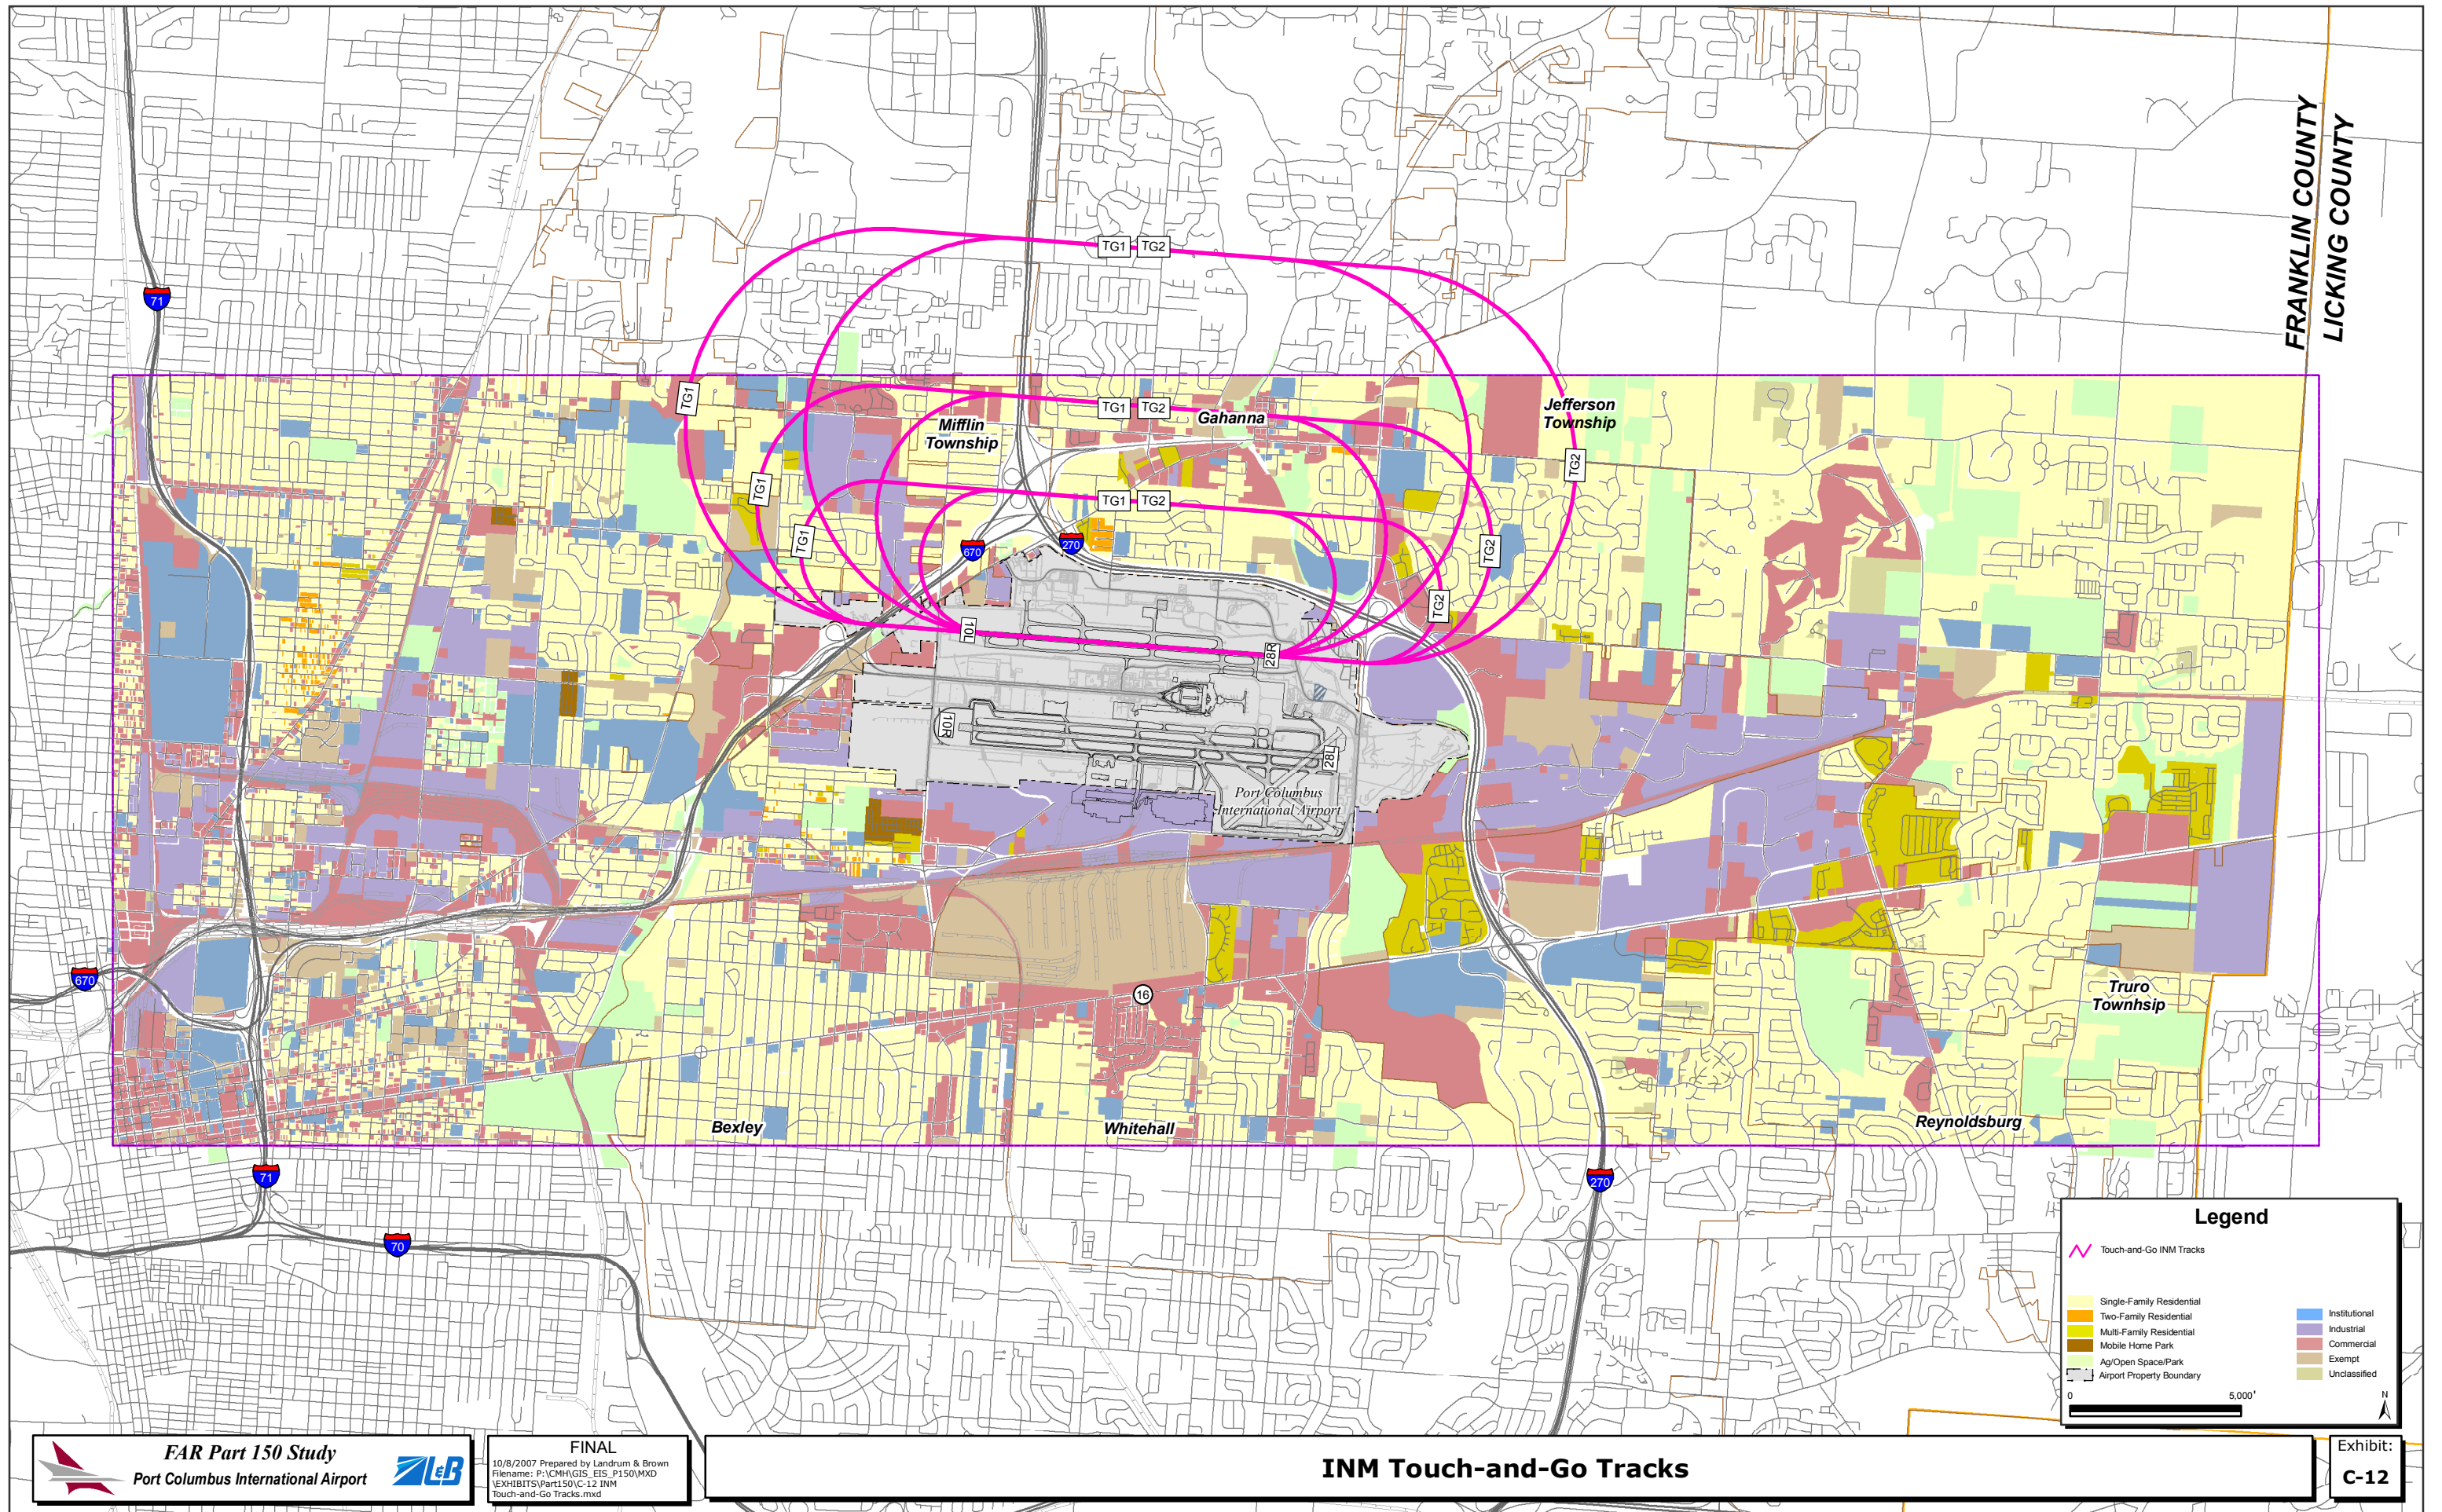 FRANKLIN COUNTY
LICKING COUNTY
TG1 TG2
71
TG1
TG1 TG2
Mifflin
Township
Gahanna
Jefferson
Township
TG2
TG1
TG1 TG2
TG1
670
270
TG2
TG2
10L
28R
10R
28L
Port Columbus
International Airport
670
16
Truro
Townhsip
Bexley
Whitehall
Reynoldsburg
71
270
70
Legend
Touch-and-Go INM Tracks
Single-Family Residential
Two-Family Residential
Multi-Family Residential
Mobile Home Park
Ag/Open Space/Park
Airport Property Boundary
Institutional
Industrial
Commercial
Exempt
Unclassified
0 5,000'
N
FAR Part 150 Study
Port Columbus International Airport
L&B
FINAL
10/8/2007 Prepared by Landrum & Brown
Filename: P:\CMH\GIS_EIS_P150\MXD
\EXHIBITS\Part150\C-12 INM
Touch-and-Go Tracks.mxd
INM Touch-and-Go Tracks
Exhibit:
C-12